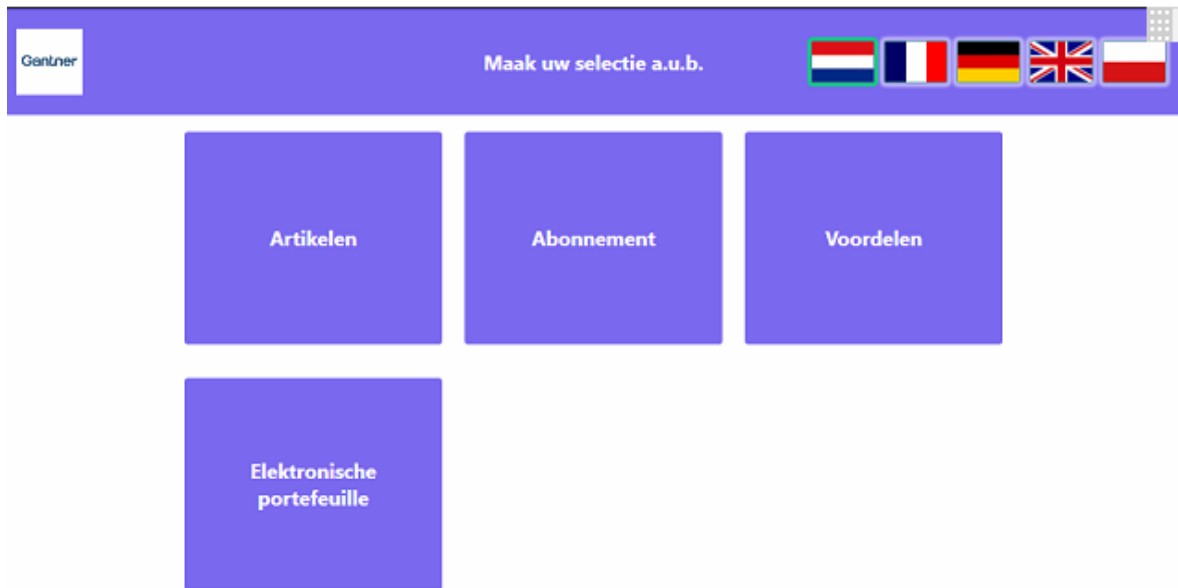 Gantner
Maak uw selectie a.u.b.
Artikelen
Abonnement
Voordelen
Elektronische
portefeuille